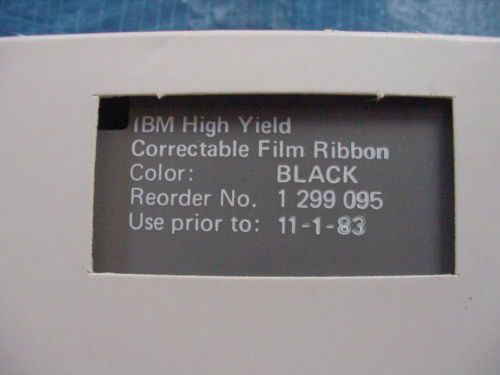 IBM High Yield
Correctable Film Ribbon
Color: BLACK
Reorder No. 1 299 095
Use prior to: 11-1-83